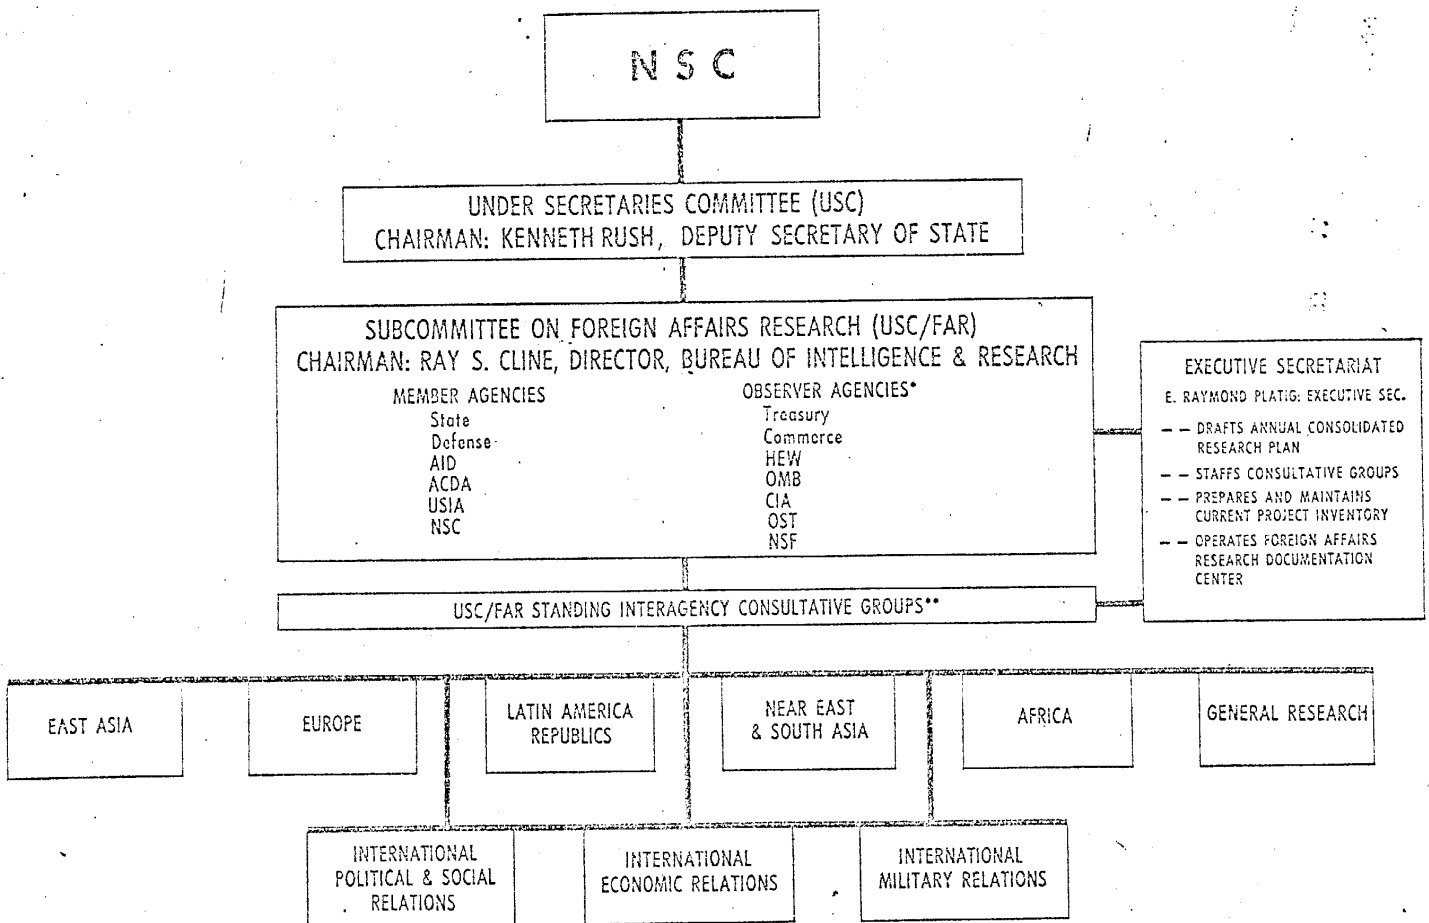 NSC
UNDER SECRETARIES COMMITTEE (USC)
CHAIRMAN: KENNETH RUSH, DEPUTY SECRETARY OF STATE
SUBCOMMITTEE ON FOREIGN AFFAIRS RESEARCH (USC/FAR)
CHAIRMAN: RAY S. CLINE, DIRECTOR, BUREAU OF INTELLIGENCE & RESEARCH
MEMBER AGENCIES
State
Defense
AID
ACDA
USIA
NSC
OBSERVER AGENCIES*
Treasury
Commerce
HEW
OMB
CIA
OST
NSF
EXECUTIVE SECRETARIAT
E. RAYMOND PLATIG: EXECUTIVE SEC.
-- DRAFTS ANNUAL CONSOLIDATED
RESEARCH PLAN
-- STAFFS CONSULTATIVE GROUPS
-- PREPARES AND MAINTAINS
CURRENT PROJECT INVENTORY
-- OPERATES FOREIGN AFFAIRS
RESEARCH DOCUMENTATION
CENTER
USC/FAR STANDING INTERAGENCY CONSULTATIVE GROUPS**
EAST ASIA
EUROPE
LATIN AMERICA
REPUBLICS
NEAR EAST
& SOUTH ASIA
AFRICA
GENERAL RESEARCH
INTERNATIONAL
POLITICAL & SOCIAL
RELATIONS
INTERNATIONAL
ECONOMIC RELATIONS
INTERNATIONAL
MILITARY RELATIONS